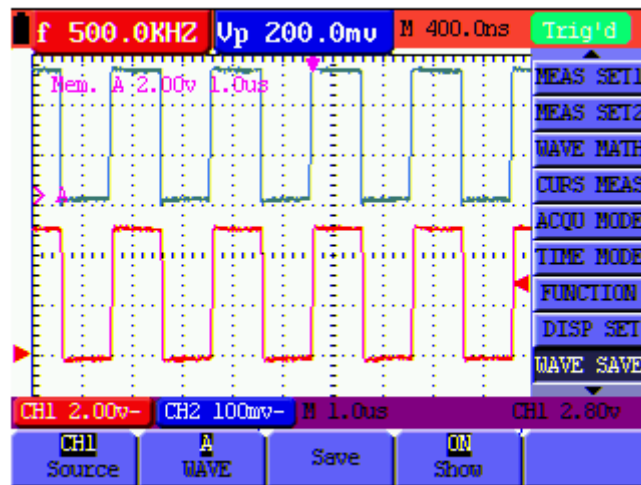 f 500.0KHZ Vp 200.0mv M 400.0ns Trig'd
Mem. A 2.00v 1.0us
A
MEAS SET1
MEAS SET2
WAVE MATH
CURS MEAS
ACQU MODE
TIME MODE
FUNCTION
DISP SET
WAVE SAVE
CH1 2.00v- CH2 100mv- M 1.0us CH1 2.80v
CH1 Source
A WAVE
Save
ON Show